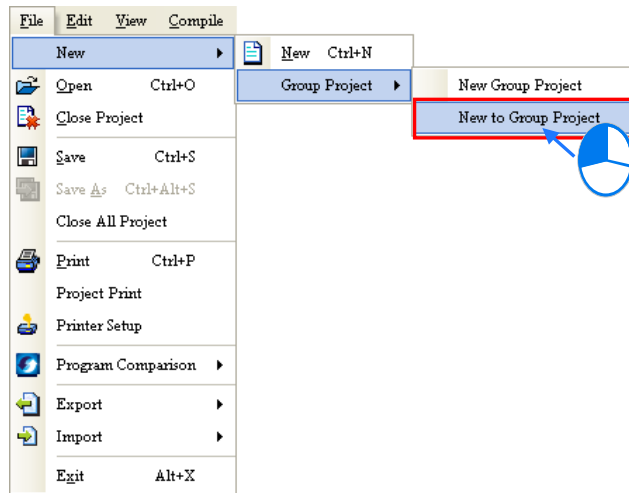 File Edit View Compile
New
New Ctrl+N
Group Project
New Group Project
New to Group Project
Open Ctrl+O
Close Project
Save Ctrl+S
Save As Ctrl+Alt+S
Close All Project
Print Ctrl+P
Project Print
Printer Setup
Program Comparison
Export
Import
Exit Alt+X